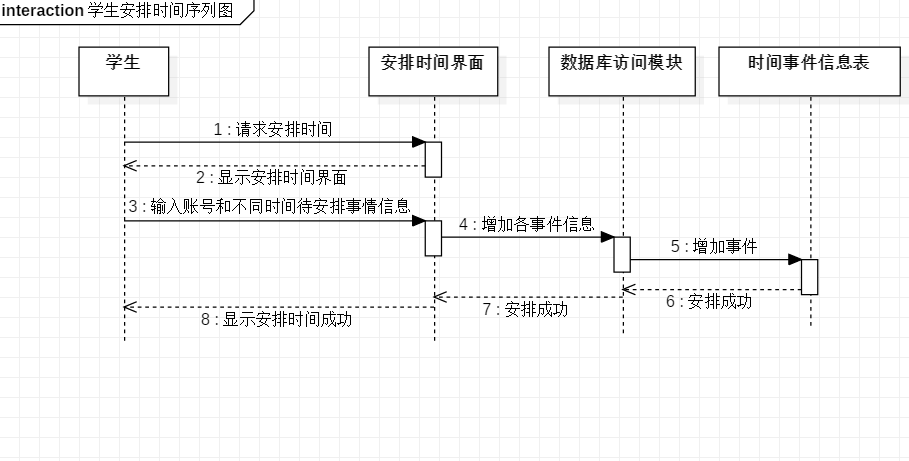 interaction 学生安排时间序列图
学生
安排时间界面
数据库访问模块
时间事件信息表
1 : 请求安排时间
2 : 显示安排时间界面
3 : 输入账号和不同时间待安排事情信息
4 : 增加各事件信息
5 : 增加事件
6 : 安排成功
7 : 安排成功
8 : 显示安排时间成功